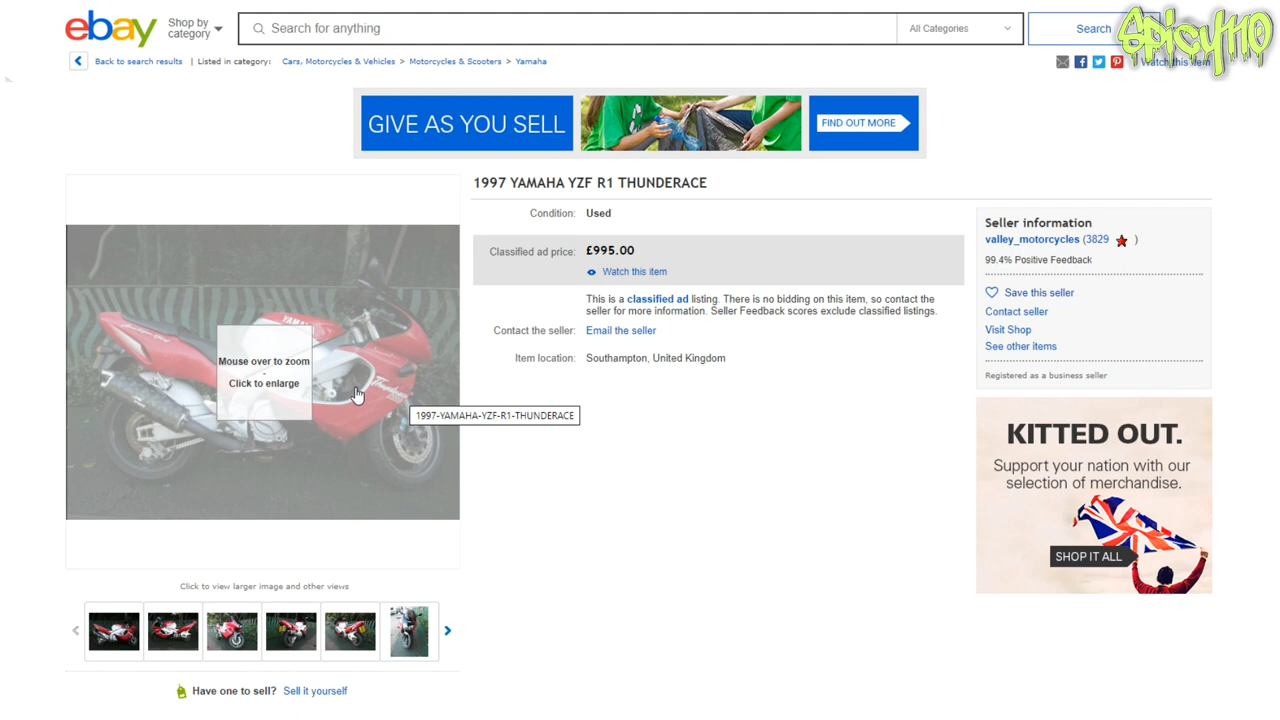 ebay
Shop by
category
Search for anything
All Categories
Search
Spicy110
Back to search results | Listed in category: Cars, Motorcycles & Vehicles > Motorcycles & Scooters > Yamaha
Watch this item
GIVE AS YOU SELL
FIND OUT MORE
1997 YAMAHA YZF R1 THUNDERACE
Condition: Used
Classified ad price: £995.00
Watch this item
This is a classified ad listing. There is no bidding on this item, so contact the
seller for more information. Seller Feedback scores exclude classified listings.
Contact the seller: Email the seller
Item location: Southampton, United Kingdom
Seller information
valley_motorcycles (3829 )
99.4% Positive Feedback
Save this seller
Contact seller
Visit Shop
See other items
Registered as a business seller
YAMAHA
Mouse over to zoom
-
Click to enlarge
Thunderace
1997-YAMAHA-YZF-R1-THUNDERACE
KITTED OUT.
Support your nation with our
selection of merchandise.
SHOP IT ALL
Click to view larger image and other views
Have one to sell? Sell it yourself